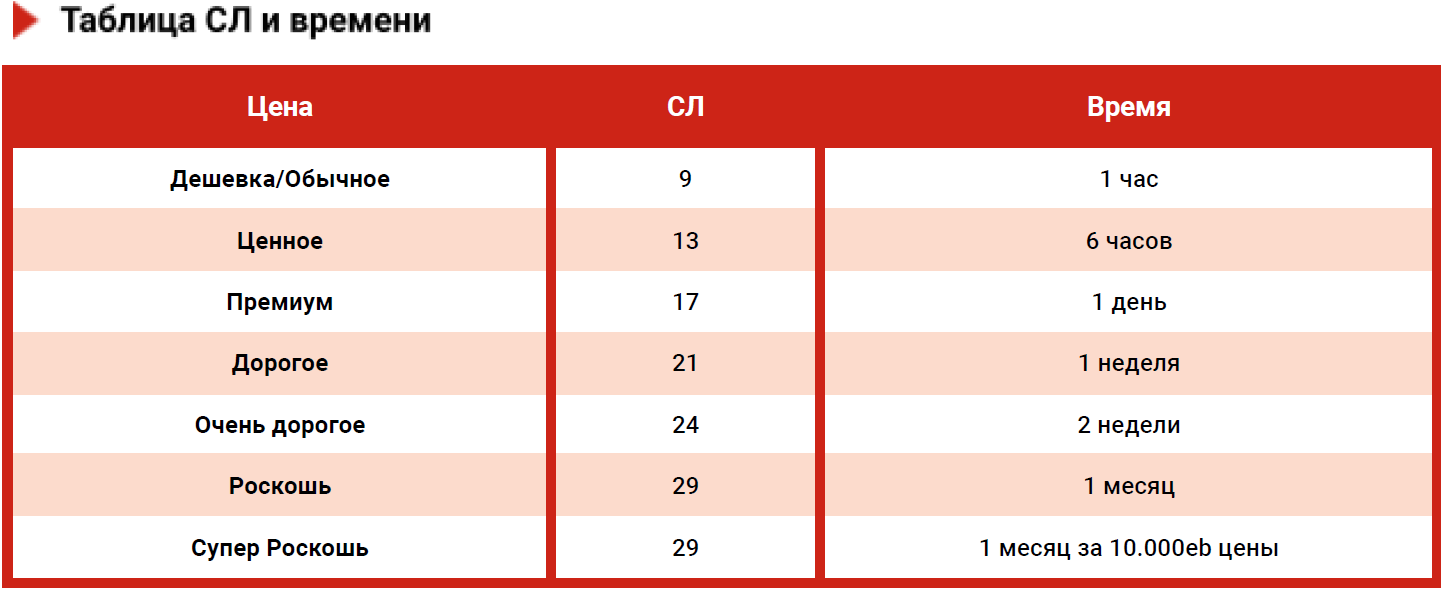 Таблица СЛ и времени
Цена СЛ Время
Дешевка/Обычное 9 1 час
Ценное 13 6 часов
Премиум 17 1 день
Дорогое 21 1 неделя
Очень дорогое 24 2 недели
Роскошь 29 1 месяц
Супер Роскошь 29 1 месяц за 10.000eb цены